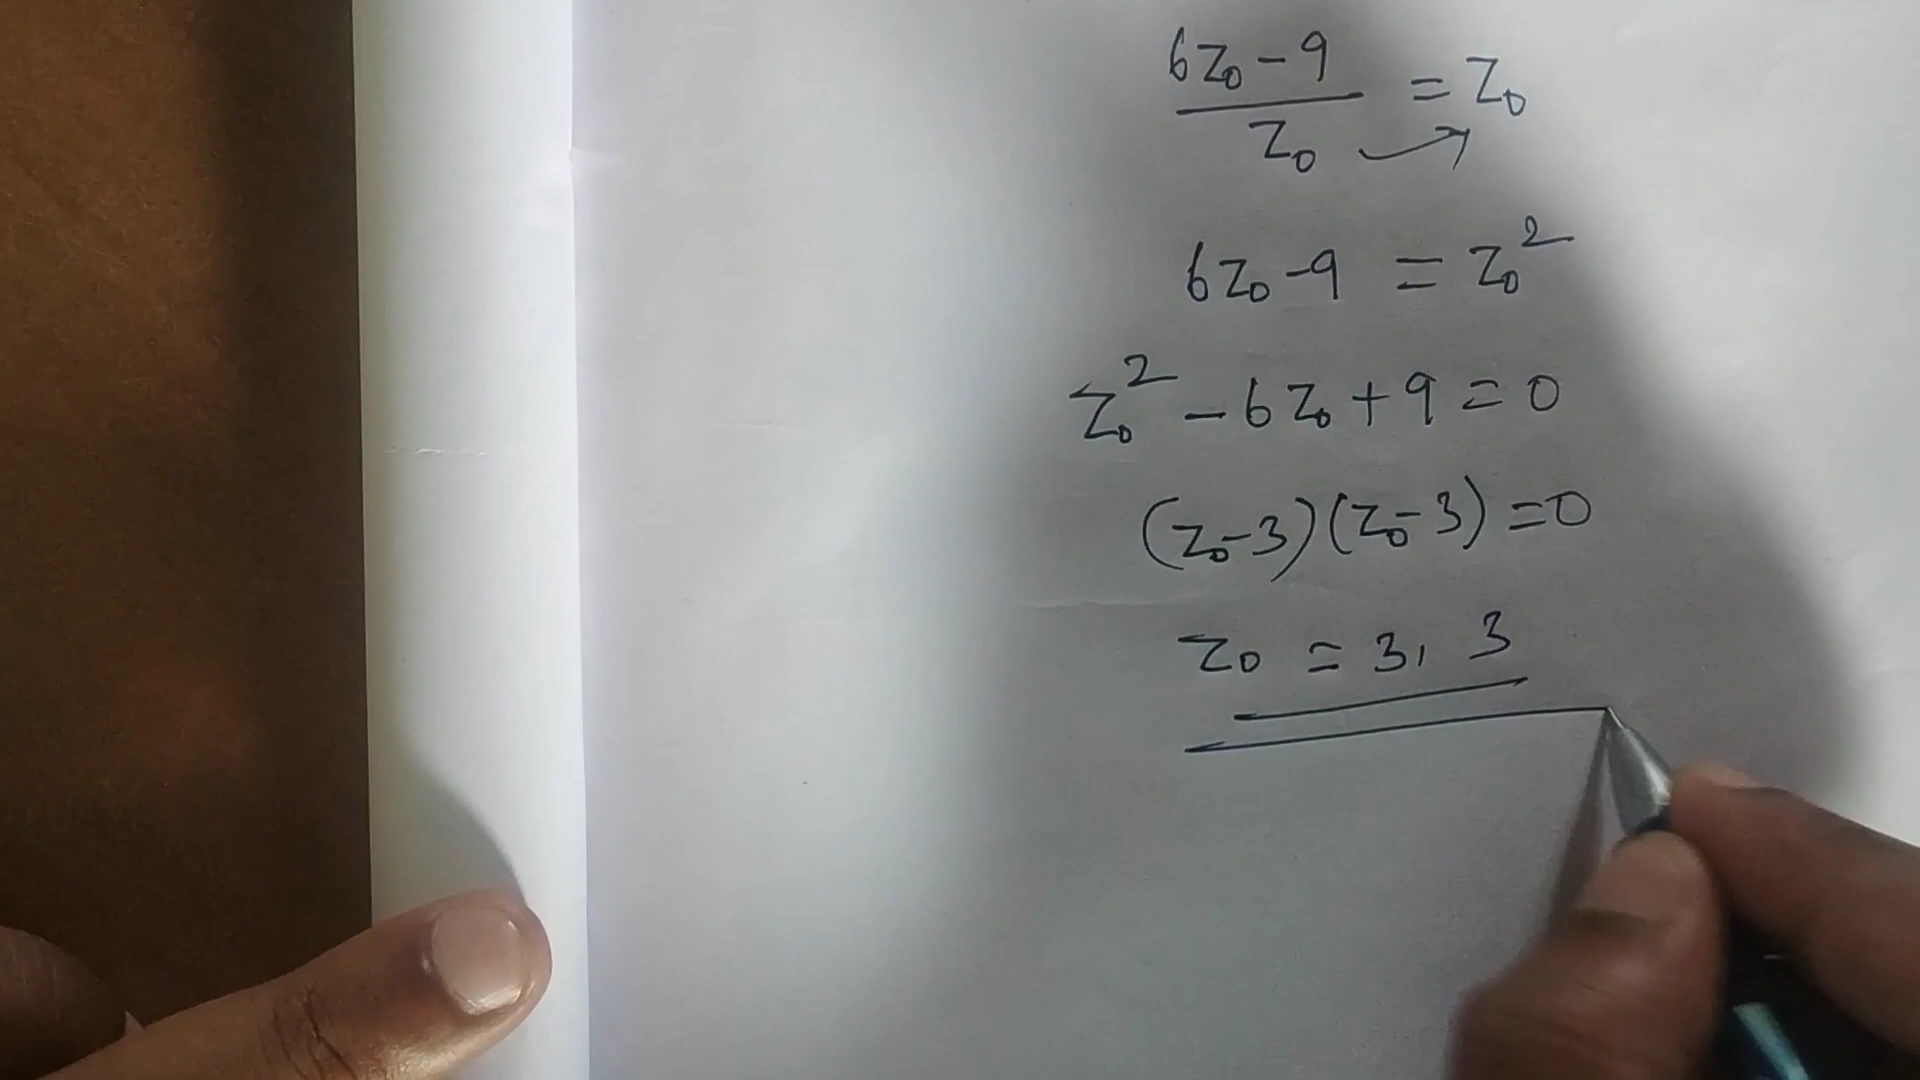 6z₀ - 9
z₀ = z₀
6z₀ - 9 = z₀²
z₀² - 6z₀ + 9 = 0
(z₀ - 3)(z₀ - 3) = 0
z₀ = 3, 3